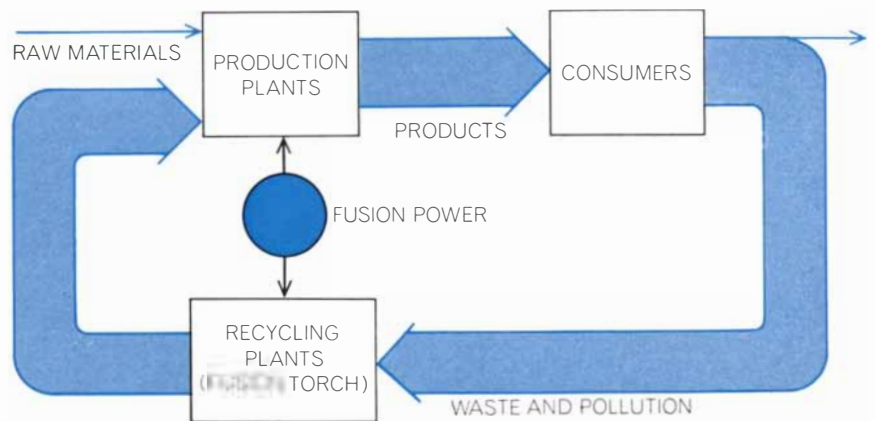 RAW MATERIALS
PRODUCTION
PLANTS
CONSUMERS
PRODUCTS
FUSION POWER
RECYCLING
PLANTS
( TORCH)
WASTE AND POLLUTION